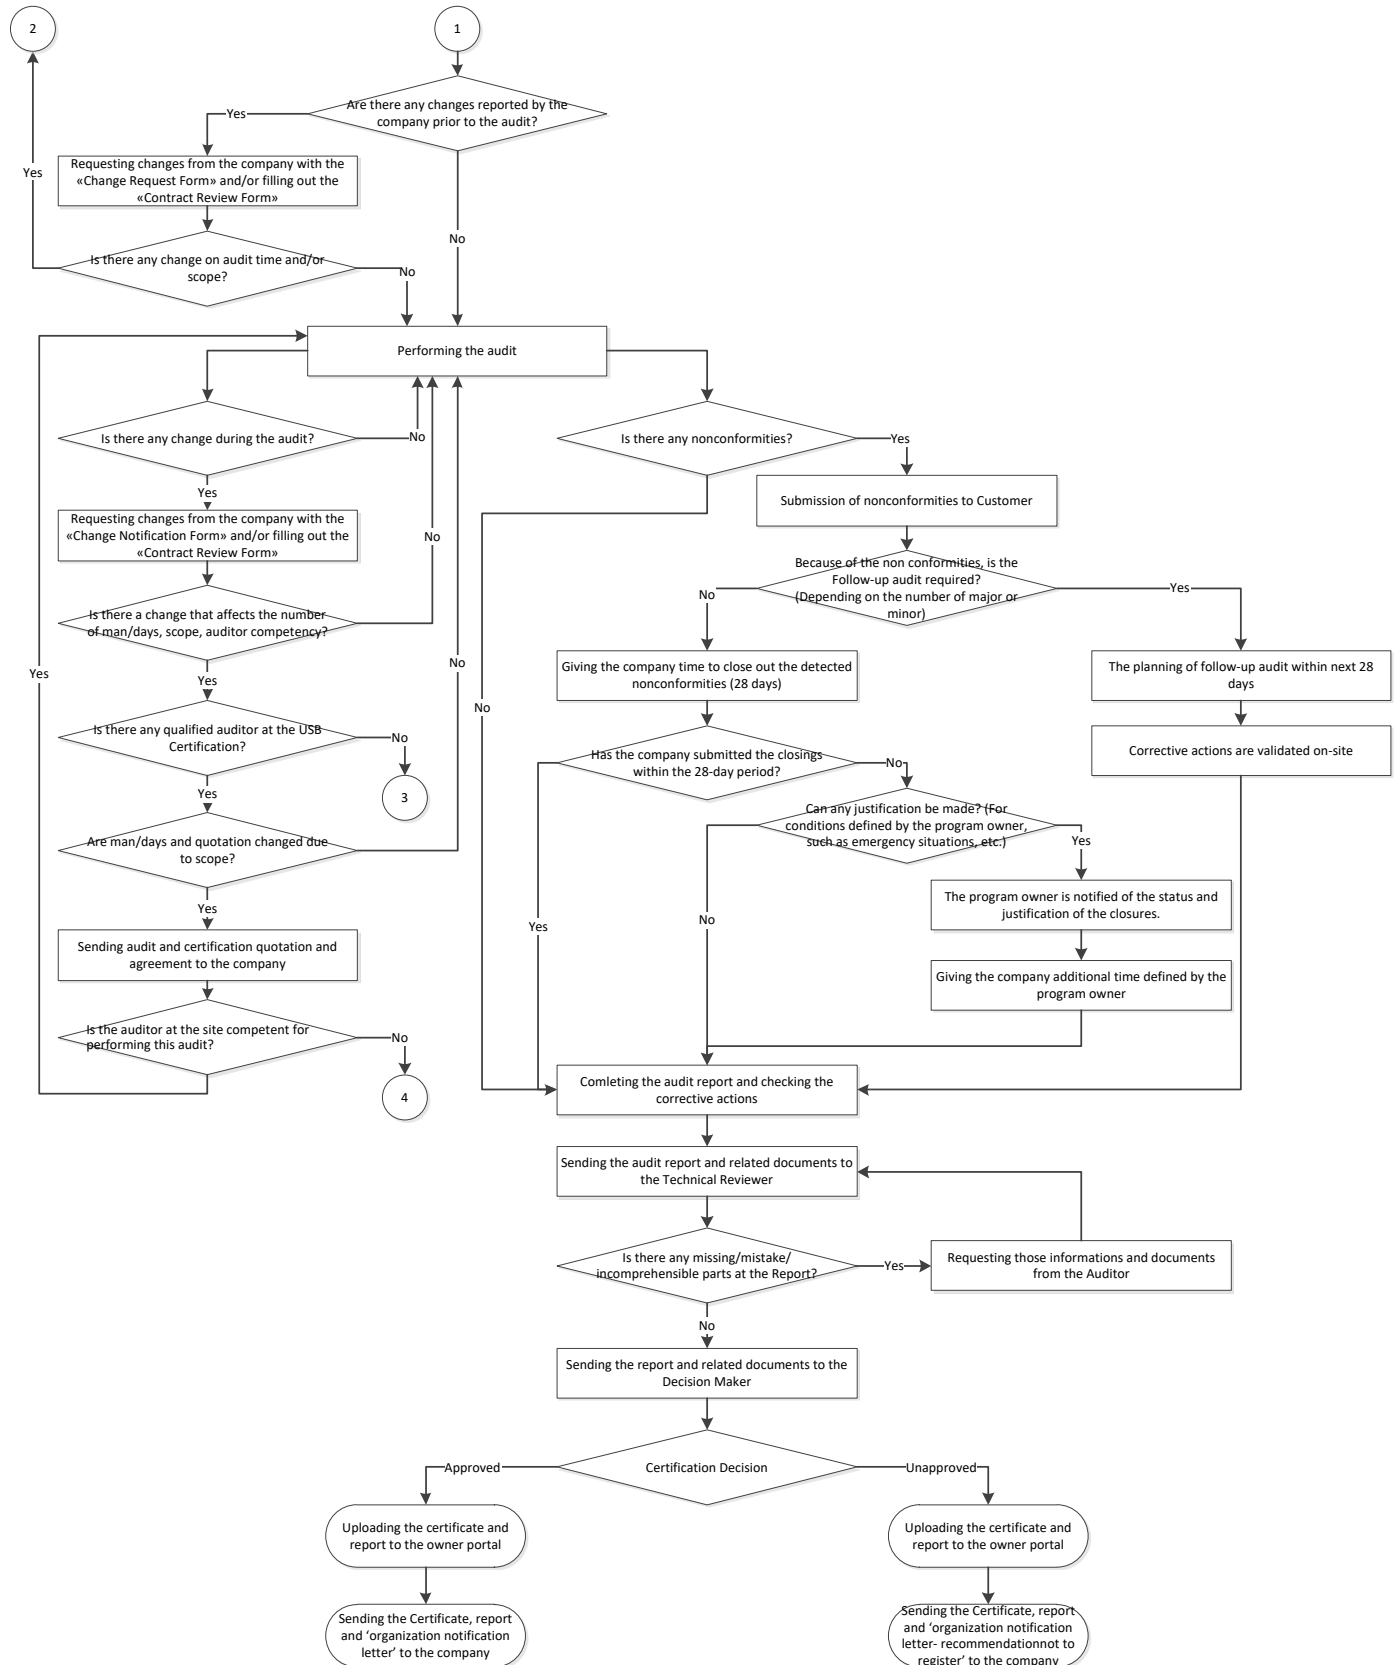 2
1
Are there any changes reported by the
company prior to the audit?
Yes
Requesting changes from the company with the
«Change Request Form» and/or filling out the
«Contract Review Form»
Yes
No
Is there any change on audit time and/or
scope?
No
Performing the audit
Is there any change during the audit?
No
Is there any nonconformities?
Yes
Yes
Submission of nonconformities to Customer
Requesting changes from the company with the
«Change Notification Form» and/or filling out the
«Contract Review Form»
No
Because of the non conformities, is the
Follow-up audit required?
(Depending on the number of major or
minor)
No
Yes
Is there a change that affects the number
of man/days, scope, auditor competency?
Yes
No
Yes
Giving the company time to close out the detected
nonconformities (28 days)
The planning of follow-up audit within next 28
days
No
Is there any qualified auditor at the USB
Certification?
No
3
Has the company submitted the closings
within the 28-day period?
No
Corrective actions are validated on-site
Yes
Can any justification be made? (For
conditions defined by the program owner,
such as emergency situations, etc.)
Yes
Are man/days and quotation changed due
to scope?
Yes
The program owner is notified of the status and
justification of the closures.
No
Yes
Sending audit and certification quotation and
agreement to the company
Giving the company additional time defined by the
program owner
Is the auditor at the site competent for
performing this audit?
No
4
Comleting the audit report and checking the
corrective actions
Sending the audit report and related documents to
the Technical Reviewer
Is there any missing/mistake/
incomprehensible parts at the Report?
Yes
Requesting those informations and documents
from the Auditor
No
Sending the report and related documents to the
Decision Maker
Certification Decision
Approved
Unapproved
Uploading the certificate and
report to the owner portal
Uploading the certificate and
report to the owner portal
Sending the Certificate, report
and ‘organization notification
letter’ to the company
Sending the Certificate, report
and ‘organization notification
letter- recommendationnot to
register’ to the company